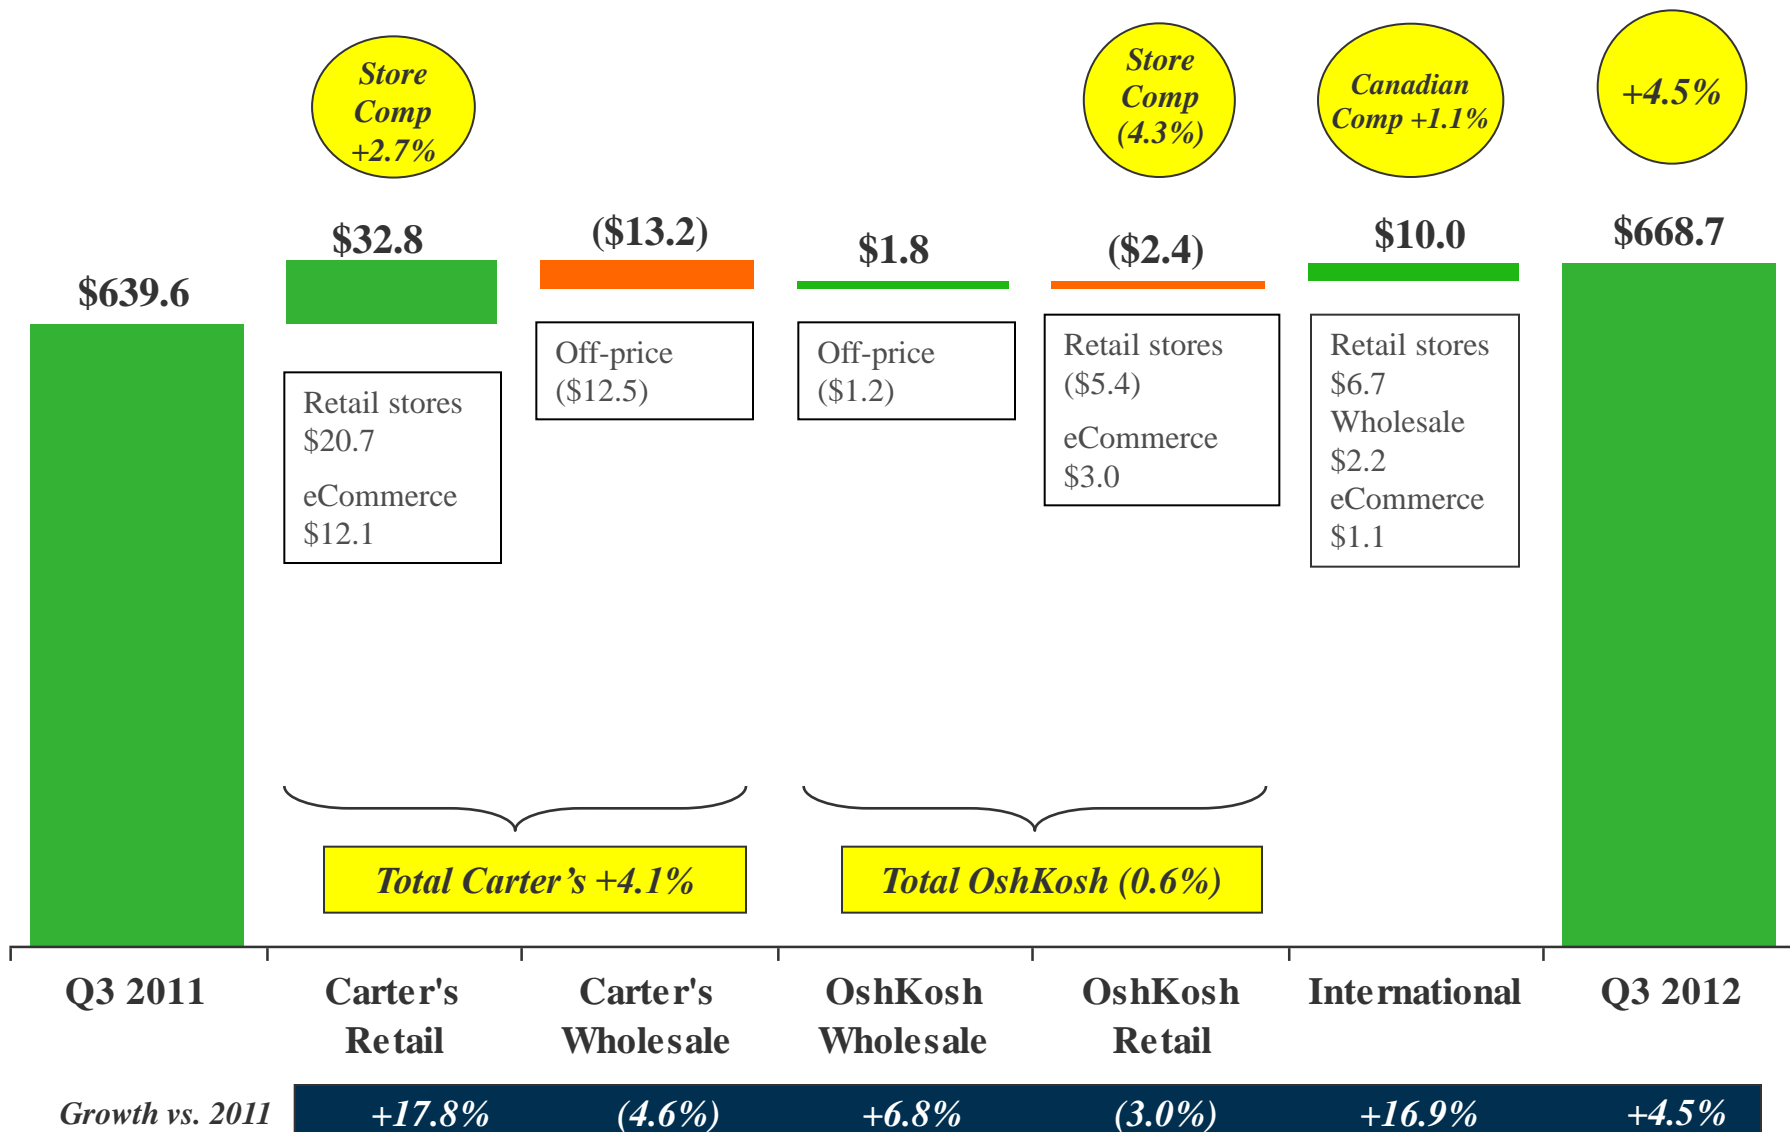 Store
Comp
+2.7%
Store
Comp
(4.3%)
Canadian
Comp +1.1%
+4.5%
$639.6
$32.8
($13.2)
$1.8
($2.4)
$10.0
$668.7
Retail stores
$20.7
eCommerce
$12.1
Off-price
($12.5)
Off-price
($1.2)
Retail stores
($5.4)
eCommerce
$3.0
Retail stores
$6.7
Wholesale
$2.2
eCommerce
$1.1
Total Carter’s +4.1%
Total OshKosh (0.6%)
Q3 2011
Carter's
Retail
Carter's
Wholesale
OshKosh
Wholesale
OshKosh
Retail
International
Q3 2012
Growth vs. 2011 +17.8% (4.6%) +6.8% (3.0%) +16.9% +4.5%